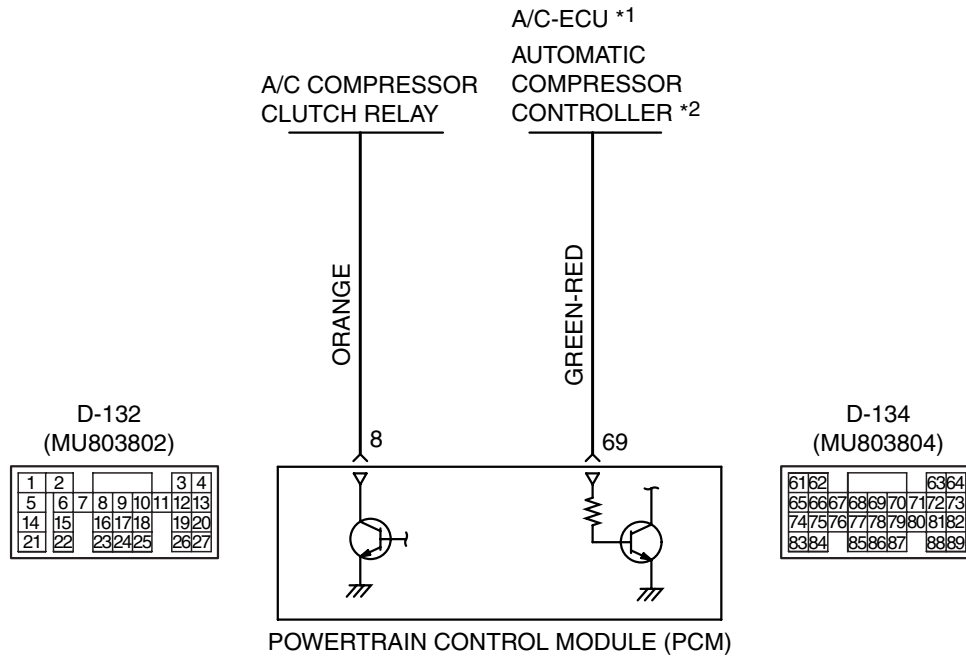 A/C-ECU *1
AUTOMATIC
COMPRESSOR
CONTROLLER *2
A/C COMPRESSOR
CLUTCH RELAY
ORANGE
GREEN-RED
8
69
D-132
(MU803802)
1 2 3 4
5 6 7 8 9 10 11 12 13
14 15 16 17 18 19 20
21 22 23 24 25 26 27
D-134
(MU803804)
61 62 63 64
65 66 67 68 69 70 71 72 73
74 75 76 77 78 79 80 81 82
83 84 85 86 87 88 89
POWERTRAIN CONTROL MODULE (PCM)